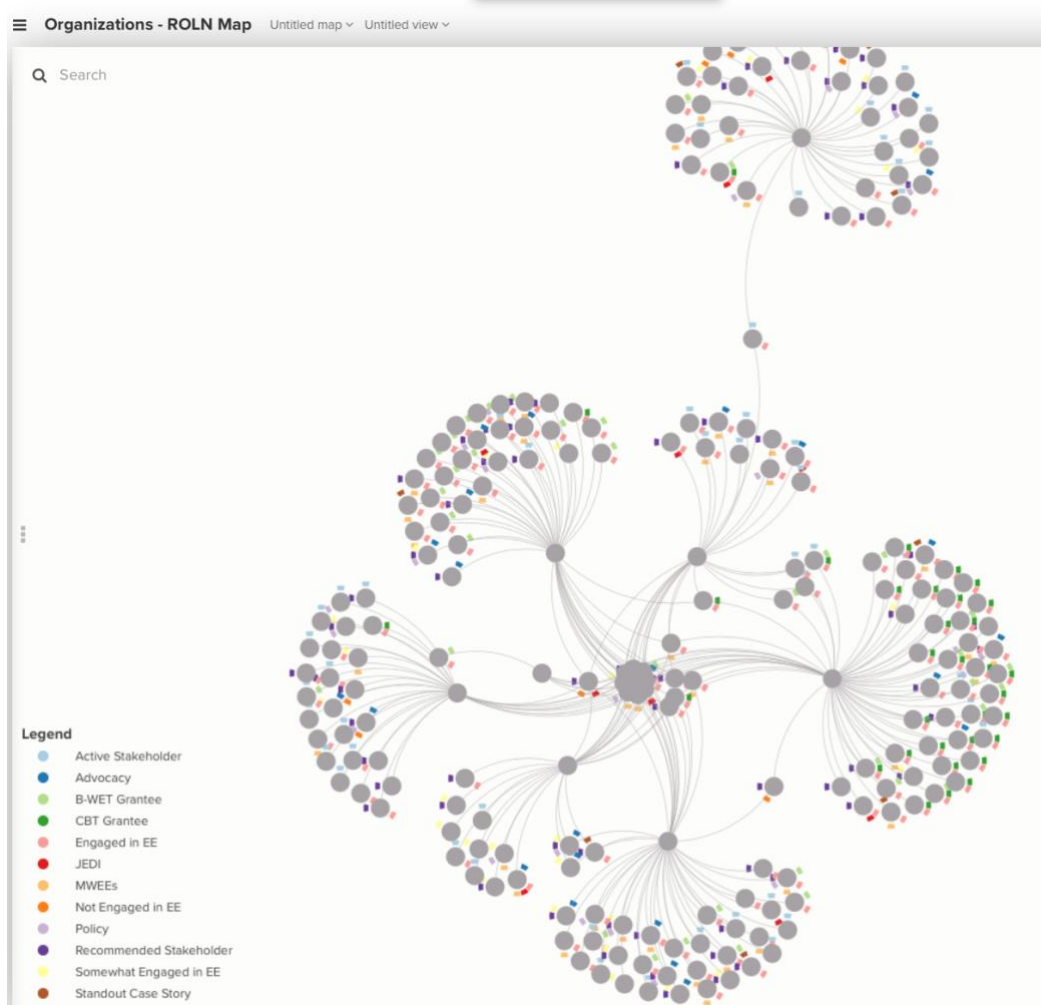 Organizations - ROLN Map Untitled map Untitled view
Search
Legend
Active Stakeholder
Advocacy
B-WET Grantee
CBT Grantee
Engaged in EE
JEDI
MWEEs
Not Engaged in EE
Policy
Recommended Stakeholder
Somewhat Engaged in EE
Standout Case Story